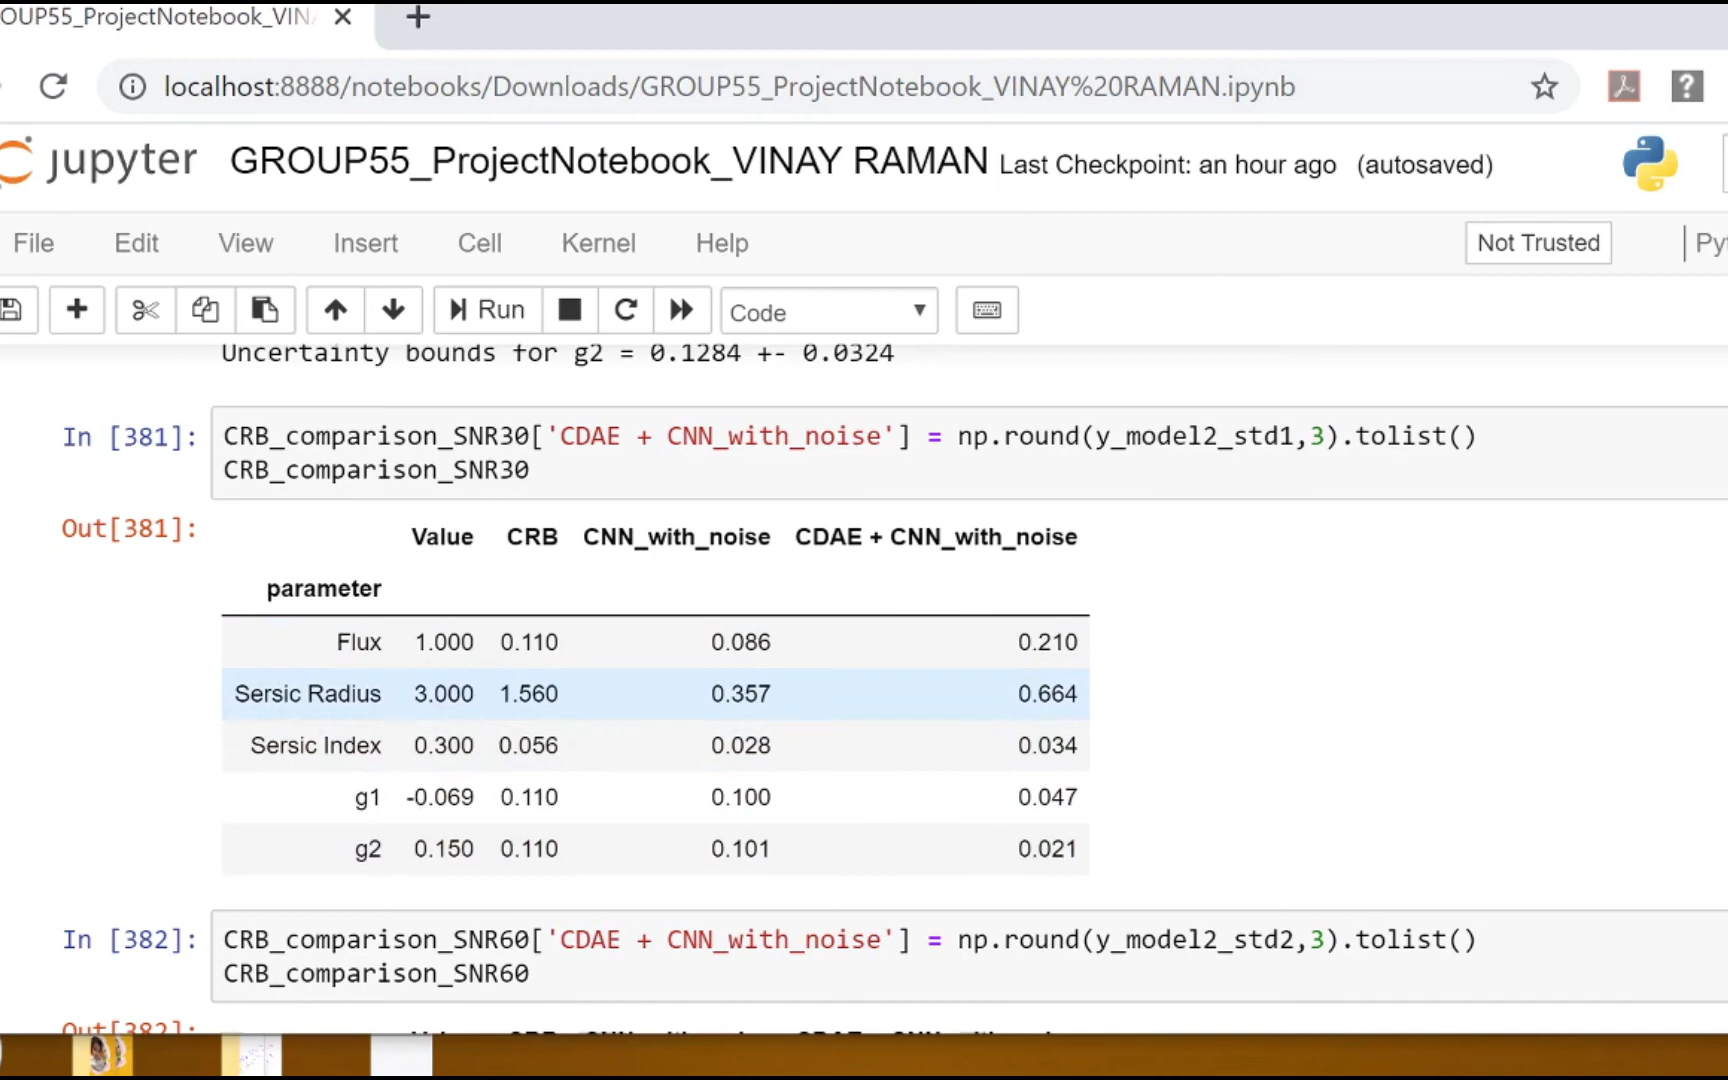 OUP55_ProjectNotebook_VIN
localhost:8888/notebooks/Downloads/GROUP55_ProjectNotebook_VINAY%20RAMAN.ipynb
jupyter GROUP55_ProjectNotebook_VINAY RAMAN Last Checkpoint: an hour ago (autosaved)
File Edit View Insert Cell Kernel Help Not Trusted Py
Run Code
Uncertainty bounds for g2 = 0.1284 +- 0.0324
In [381]: CRB_comparison_SNR30['CDAE + CNN_with_noise'] = np.round(y_model2_std1,3).tolist()
CRB_comparison_SNR30
Out[381]:
Value CRB CNN_with_noise CDAE + CNN_with_noise
parameter
Flux 1.000 0.110 0.086 0.210
Sersic Radius 3.000 1.560 0.357 0.664
Sersic Index 0.300 0.056 0.028 0.034
g1 -0.069 0.110 0.100 0.047
g2 0.150 0.110 0.101 0.021
In [382]: CRB_comparison_SNR60['CDAE + CNN_with_noise'] = np.round(y_model2_std2,3).tolist()
CRB_comparison_SNR60
Out[382]: